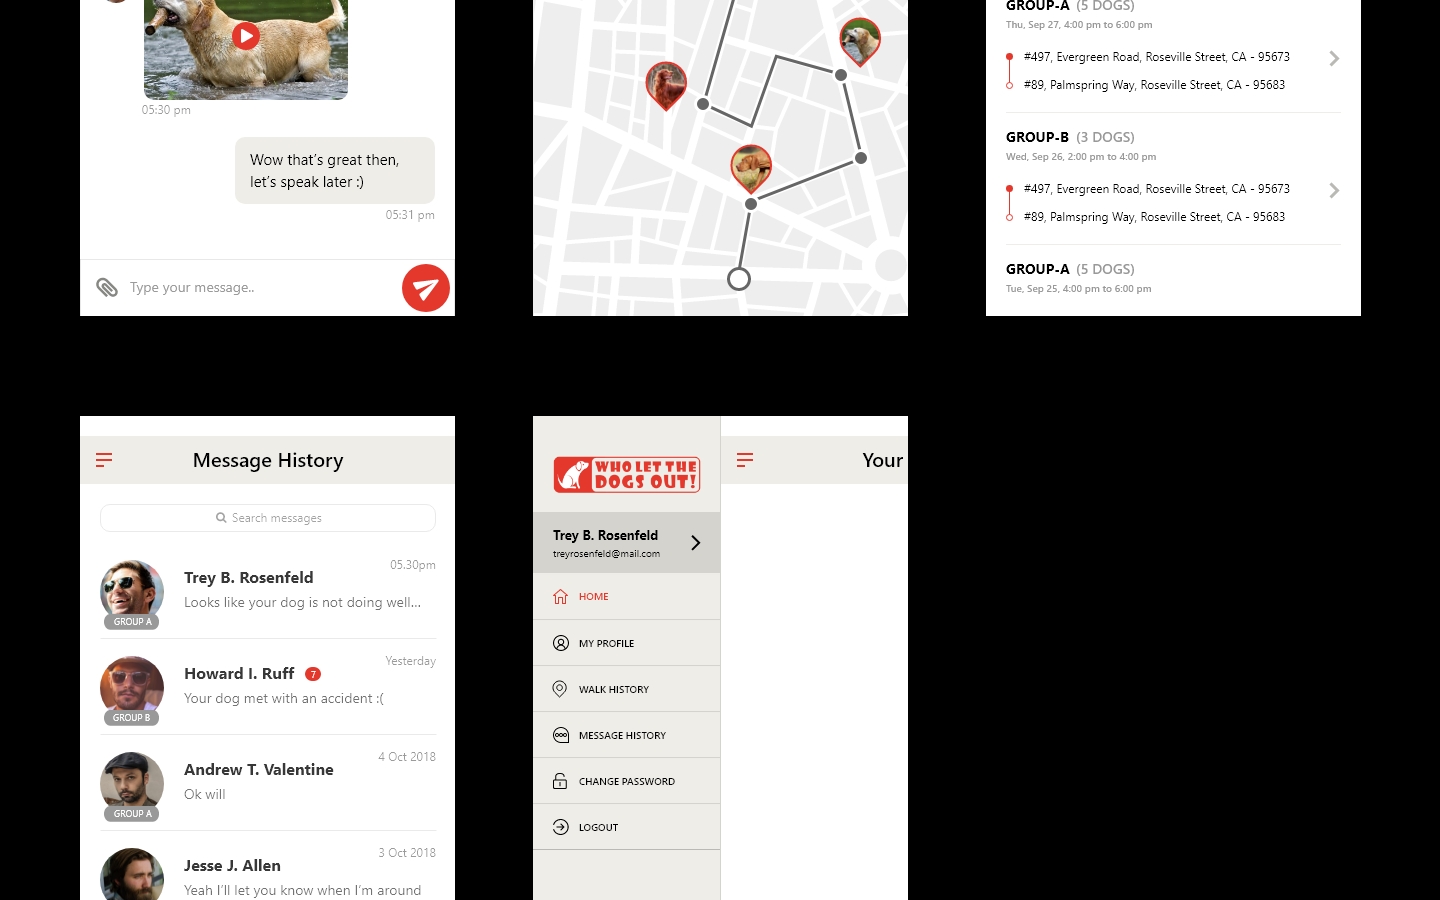 05:30 pm
Wow that's great then,
let's speak later :)
05:31 pm
Type your message..
GROUP-A (5 DOGS)
Thu, Sep 27, 4:00 pm to 6:00 pm
#497, Evergreen Road, Roseville Street, CA - 95673
#89, Palmspring Way, Roseville Street, CA - 95683
GROUP-B (3 DOGS)
Wed, Sep 26, 2:00 pm to 4:00 pm
#497, Evergreen Road, Roseville Street, CA - 95673
#89, Palmspring Way, Roseville Street, CA - 95683
GROUP-A (5 DOGS)
Tue, Sep 25, 4:00 pm to 6:00 pm
Message History
Search messages
05.30pm
Trey B. Rosenfeld
Looks like your dog is not doing well...
GROUP A
Yesterday
Howard I. Ruff 7
Your dog met with an accident :(
GROUP B
4 Oct 2018
Andrew T. Valentine
Ok will
GROUP A
3 Oct 2018
Jesse J. Allen
Yeah I'll let you know when I'm around
WHO LET THE
DOGS OUT!
Trey B. Rosenfeld
treyrosenfeld@mail.com
HOME
MY PROFILE
WALK HISTORY
MESSAGE HISTORY
CHANGE PASSWORD
LOGOUT
Your